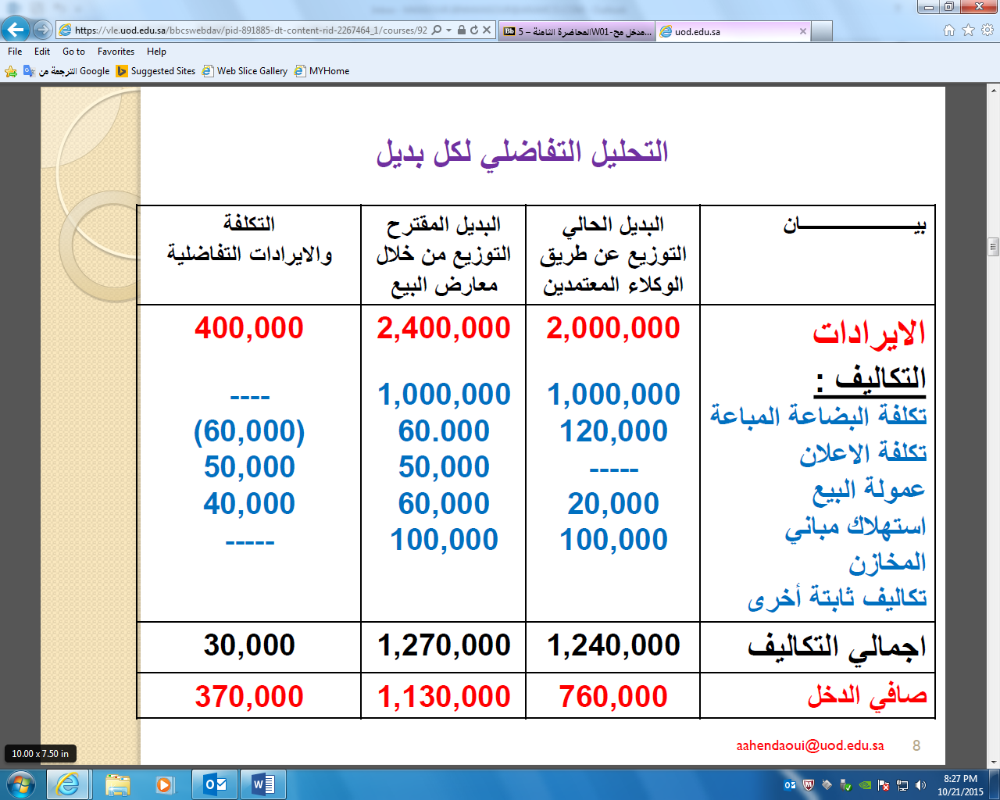 https://vle.uod.edu.sa/bbcswebdav/pid-891885-dt-content-rid-2267464_1/courses/92
Bb 5 – المحاضرة الثامنةW01-مدخل مح...
uod.edu.sa
File Edit Go to Favorites Help
الترجمة من Google Suggested Sites Web Slice Gallery MYHome
التحليل التفاضلي لكل بديل
بيـــــــــــــــــان البديل الحالي البديل المقترح التكلفة
التوزيع عن طريق التوزيع من خلال والايرادات التفاضلية
الوكلاء المعتمدين معارض البيع
الايرادات 2,000,000 2,400,000 400,000
التكاليف :
تكلفة البضاعة المباعة 1,000,000 1,000,000 ----
تكلفة الاعلان 120,000 60.000 (60,000)
عمولة البيع ----- 50,000 50,000
استهلاك مباني 20,000 60,000 40,000
المخازن 100,000 100,000 -----
تكاليف ثابتة أخرى
اجمالي التكاليف 1,240,000 1,270,000 30,000
صافي الدخل 760,000 1,130,000 370,000
aahendaoui@uod.edu.sa 8
10.00 x 7.50 in
8:27 PM
10/21/2015